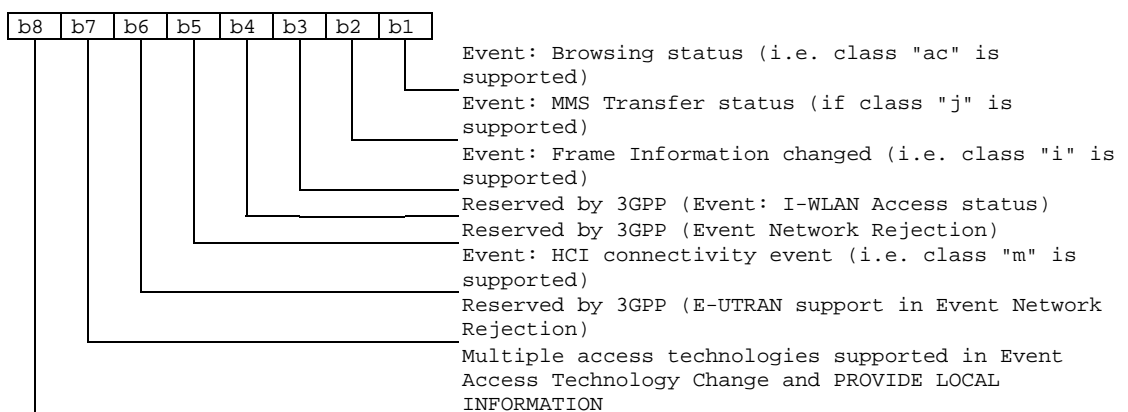 b8 b7 b6 b5 b4 b3 b2 b1
Event: Browsing status (i.e. class "ac" is
supported)
Event: MMS Transfer status (if class "j" is
supported)
Event: Frame Information changed (i.e. class "i" is
supported)
Reserved by 3GPP (Event: I-WLAN Access status)
Reserved by 3GPP (Event Network Rejection)
Event: HCI connectivity event (i.e. class "m" is
supported)
Reserved by 3GPP (E-UTRAN support in Event Network
Rejection)
Multiple access technologies supported in Event
Access Technology Change and PROVIDE LOCAL
INFORMATION